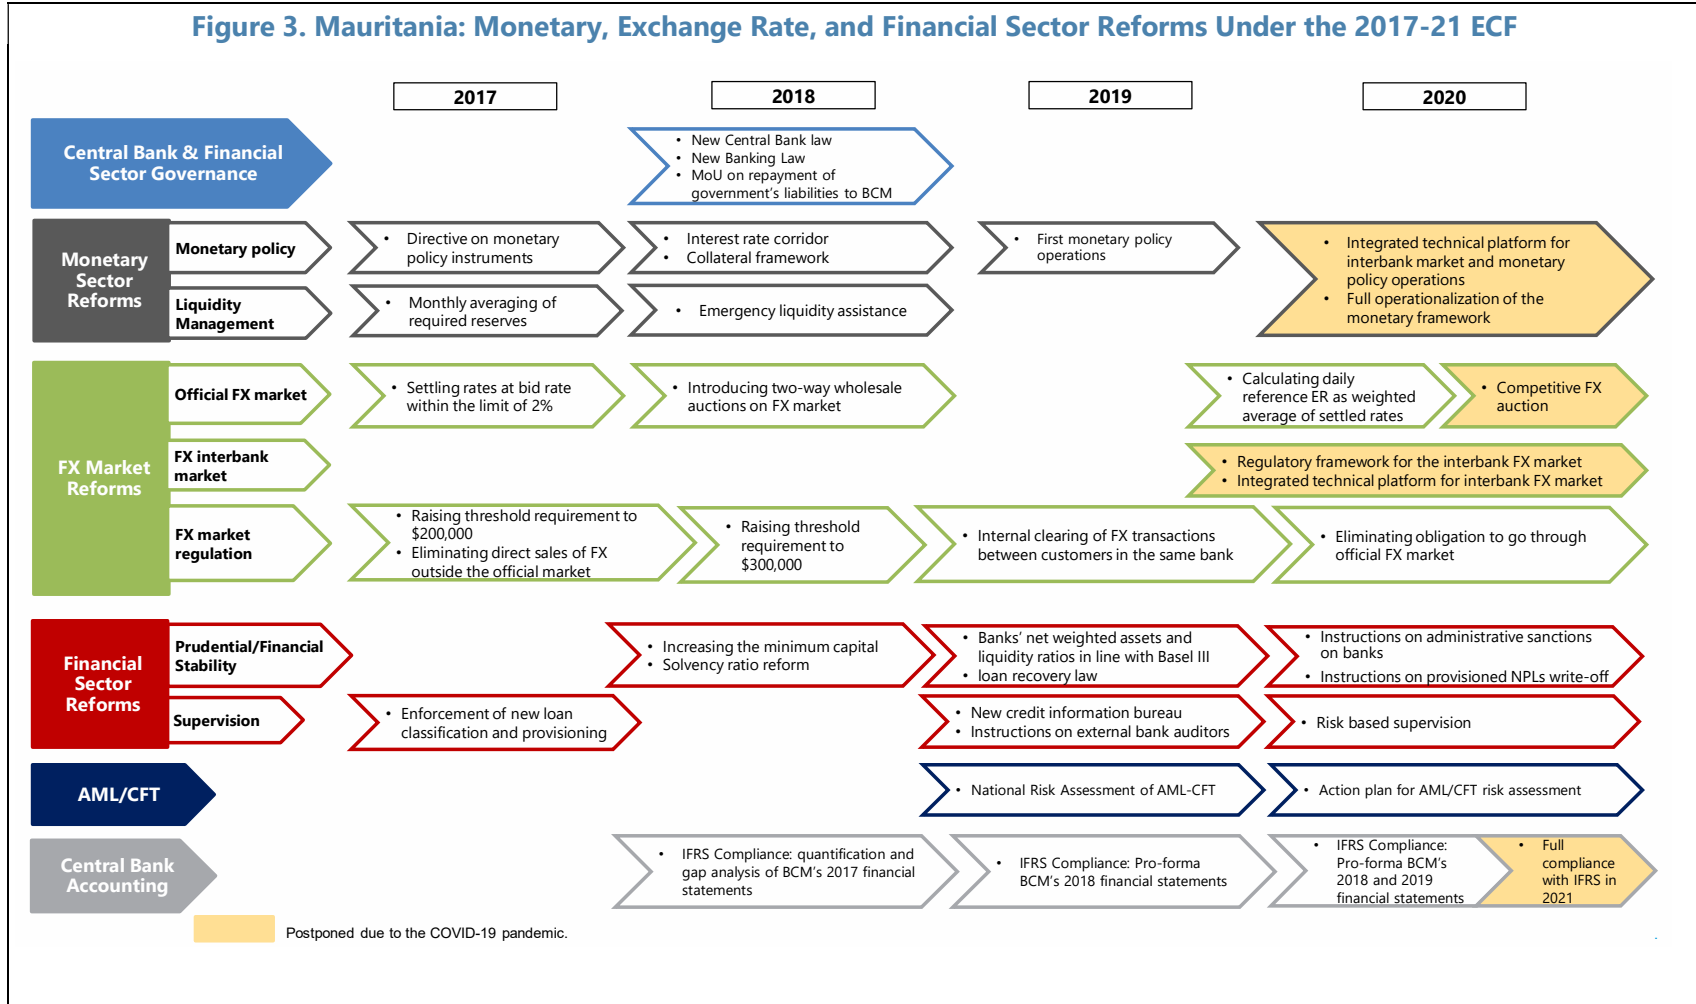 Figure 3. Mauritania: Monetary, Exchange Rate, and Financial Sector Reforms Under the 2017-21 ECF
2017
2018
2019
2020
Central Bank & Financial
Sector Governance
• New Central Bank law
• New Banking Law
• MoU on repayment of
government's liabilities to BCM
Monetary
Sector
Reforms
Monetary policy
• Directive on monetary
policy instruments
• Interest rate corridor
• Collateral framework
• First monetary policy
operations
• Integrated technical platform for
interbank market and monetary
policy operations
• Full operationalization of the
monetary framework
Liquidity
Management
• Monthly averaging of
required reserves
• Emergency liquidity assistance
FX Market
Reforms
Official FX market
• Settling rates at bid rate
within the limit of 2%
• Introducing two-way wholesale
auctions on FX market
• Calculating daily
reference ER as weighted
average of settled rates
• Competitive FX
auction
FX interbank
market
• Regulatory framework for the interbank FX market
• Integrated technical platform for interbank FX market
FX market
regulation
• Raising threshold requirement to
$200,000
• Eliminating direct sales of FX
outside the official market
• Raising threshold
requirement to
$300,000
• Internal clearing of FX transactions
between customers in the same bank
• Eliminating obligation to go through
official FX market
Financial
Sector
Reforms
Prudential/Financial
Stability
• Increasing the minimum capital
• Solvency ratio reform
• Banks' net weighted assets and
liquidity ratios in line with Basel III
• loan recovery law
• Instructions on administrative sanctions
on banks
• Instructions on provisioned NPLs write-off
Supervision
• Enforcement of new loan
classification and provisioning
• New credit information bureau
• Instructions on external bank auditors
• Risk based supervision
AML/CFT
• National Risk Assessment of AML-CFT
• Action plan for AML/CFT risk assessment
Central Bank
Accounting
• IFRS Compliance: quantification and
gap analysis of BCM's 2017 financial
statements
• IFRS Compliance: Pro-forma
BCM's 2018 financial statements
• IFRS Compliance:
Pro-forma BCM's
2018 and 2019
financial statements
• Full
compliance
with IFRS in
2021
Postponed due to the COVID-19 pandemic.